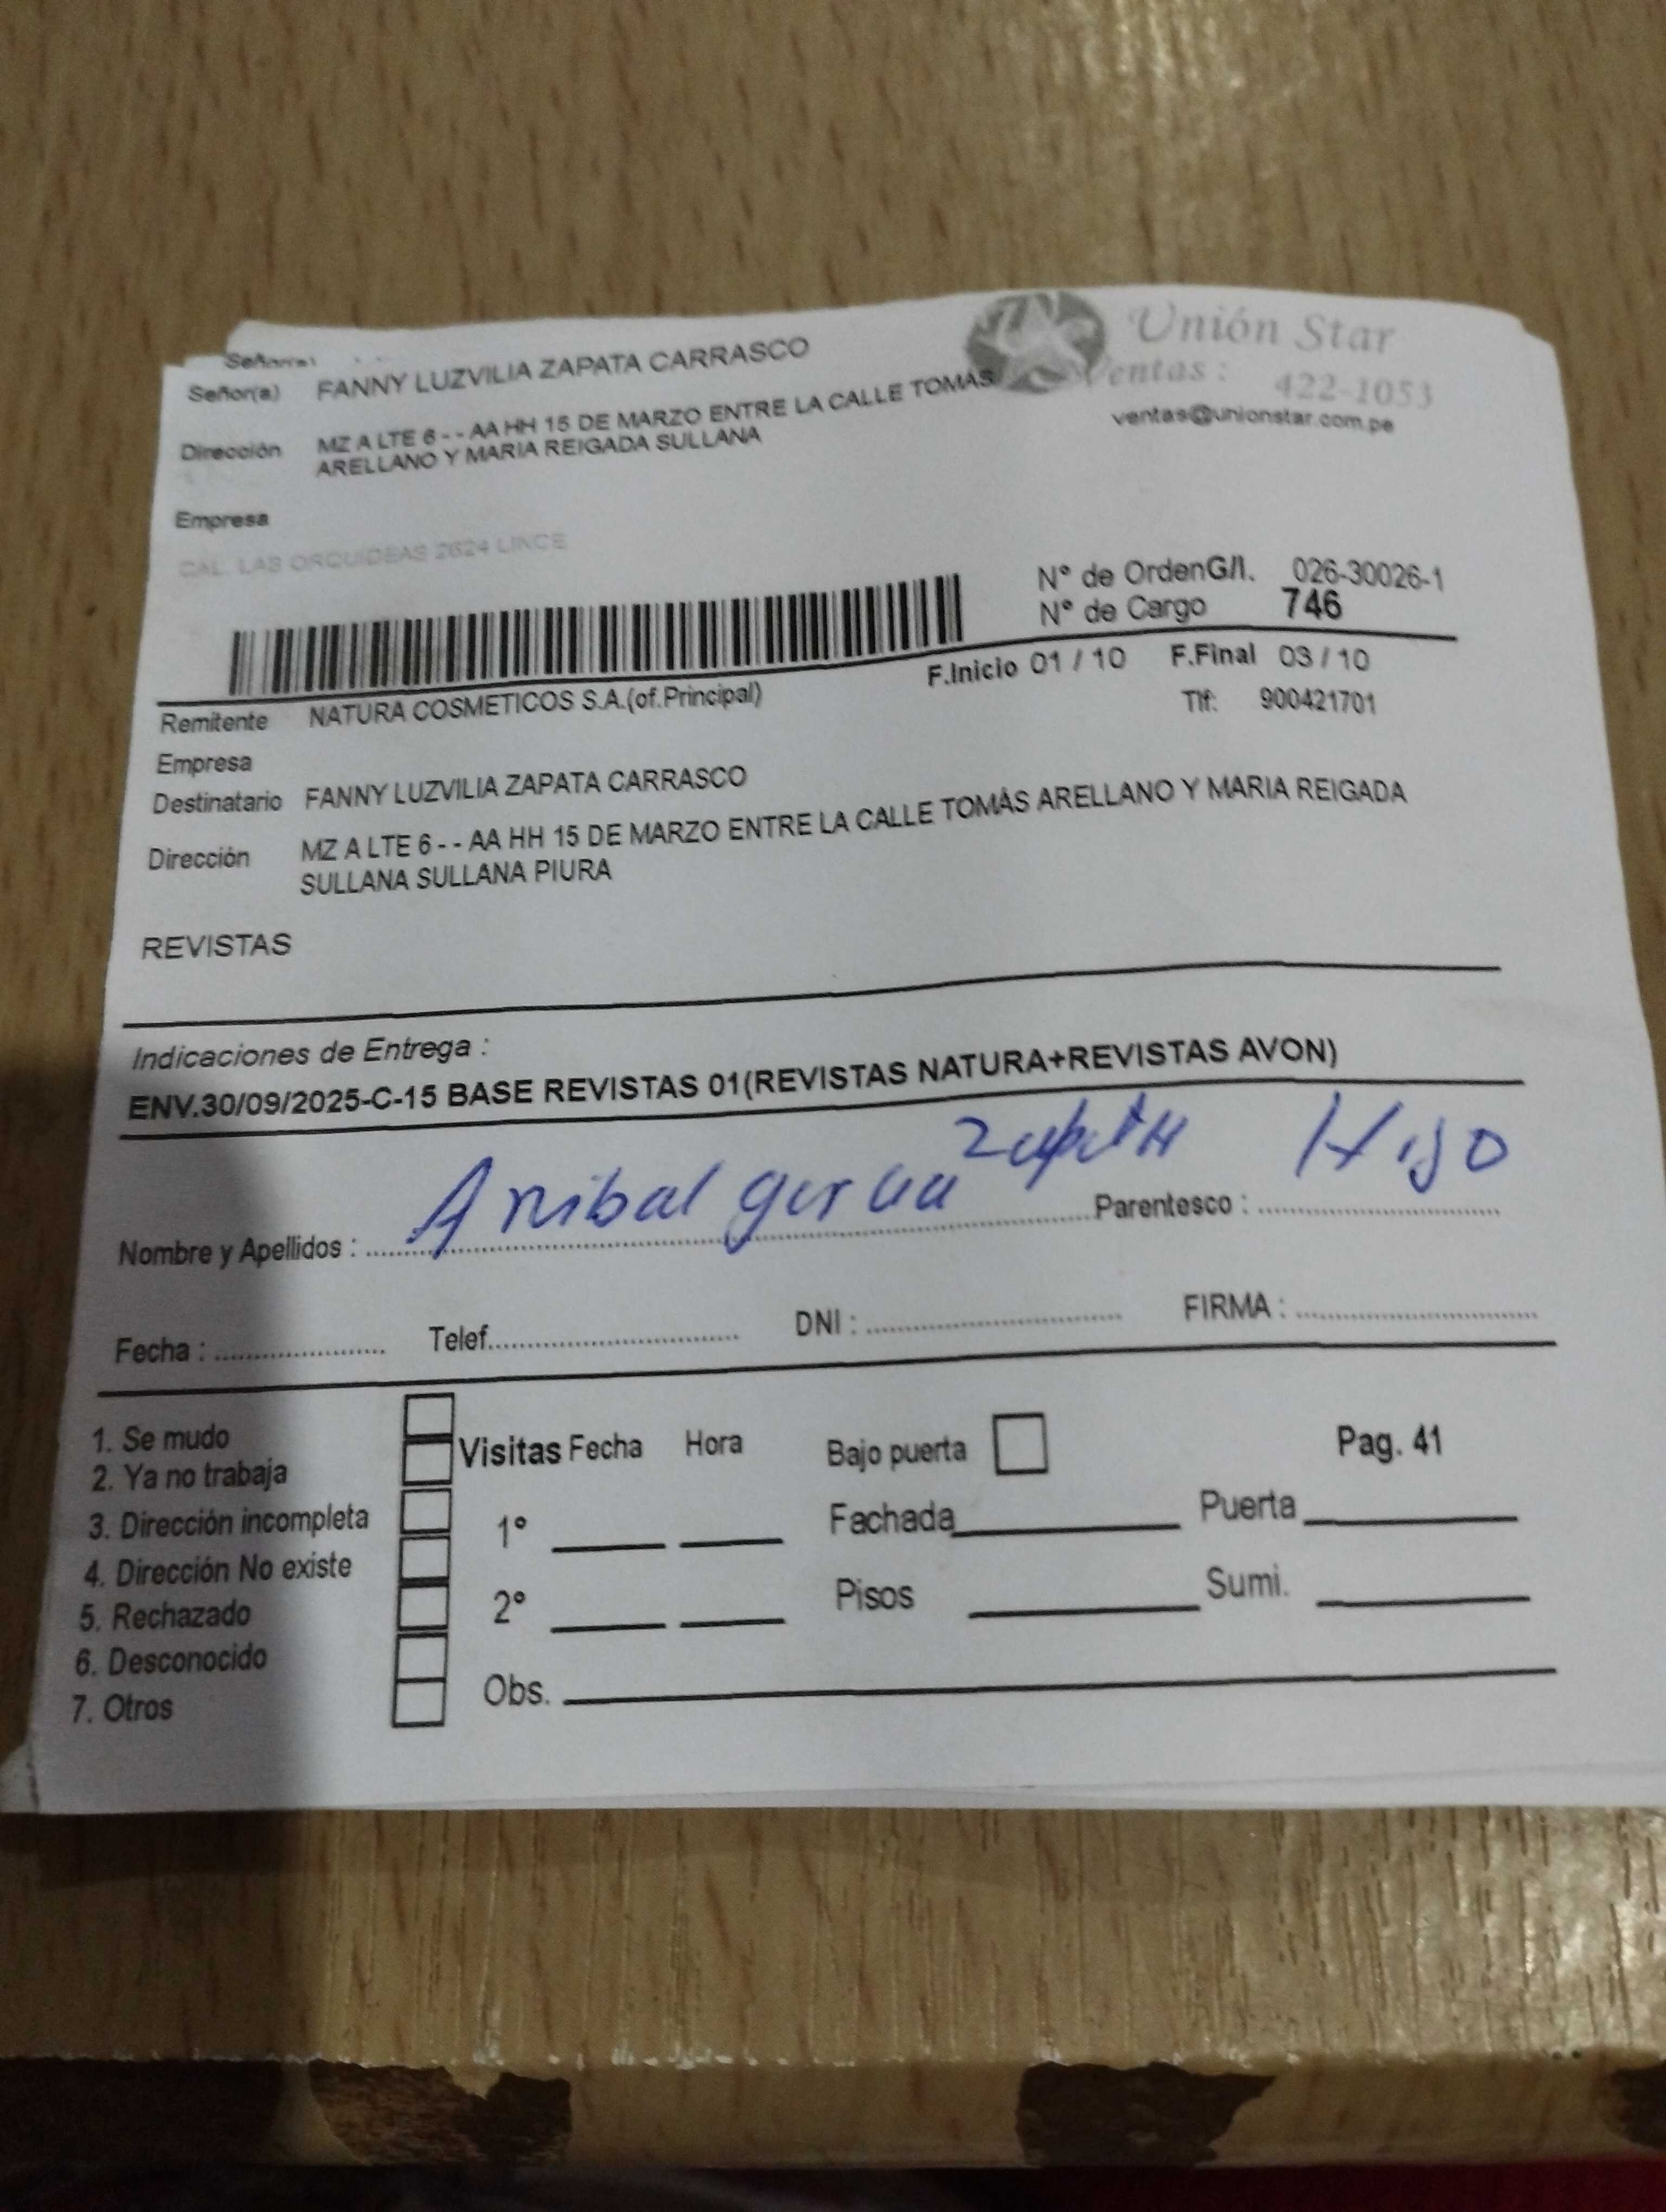 Señor(a)
Señor(a) FANNY LUZVILIA ZAPATA CARRASCO
Unión Star
Ventas : 422-1053
ventas@unionstar.com.pe
Dirección MZ A LTE 6 - - AA HH 15 DE MARZO ENTRE LA CALLE TOMAS
ARELLANO Y MARIA REIGADA SULLANA
Empresa
CAL. LAS ORQUIDEAS 2624 LINCE
N° de OrdenG/I. 026-30026-1
N° de Cargo 746
F.Inicio 01 / 10 F.Final 03 / 10
Remitente NATURA COSMETICOS S.A.(of.Principal) Tlf: 900421701
Empresa
Destinatario FANNY LUZVILIA ZAPATA CARRASCO
Dirección MZ A LTE 6 - - AA HH 15 DE MARZO ENTRE LA CALLE TOMÁS ARELLANO Y MARIA REIGADA
SULLANA SULLANA PIURA
REVISTAS
Indicaciones de Entrega :
ENV.30/09/2025-C-15 BASE REVISTAS 01(REVISTAS NATURA+REVISTAS AVON)
Nombre y Apellidos : Anibal Zapata Parentesco : Hijo
Fecha : Telef. DNI : FIRMA :
1. Se mudo
2. Ya no trabaja
3. Dirección incompleta
4. Dirección No existe
5. Rechazado
6. Desconocido
7. Otros
Visitas Fecha Hora Bajo puerta Pag. 41
1° Fachada Puerta
2° Pisos Sumi.
Obs.